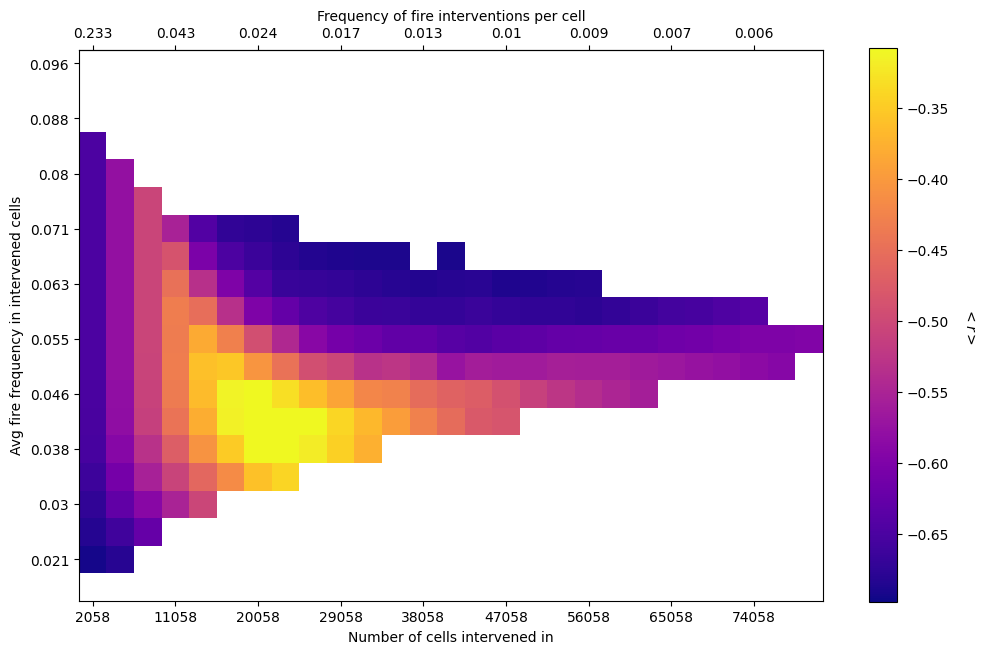 Frequency of fire interventions per cell
0.233 0.043 0.024 0.017 0.013 0.01 0.009 0.007 0.006
0.096
0.088
0.08
0.071
0.063
0.055
0.046
0.038
0.03
0.021
Avg fire frequency in intervened cells
2058 11058 20058 29058 38058 47058 56058 65058 74058
Number of cells intervened in
−0.35
−0.40
−0.45
−0.50
−0.55
−0.60
−0.65
< r >